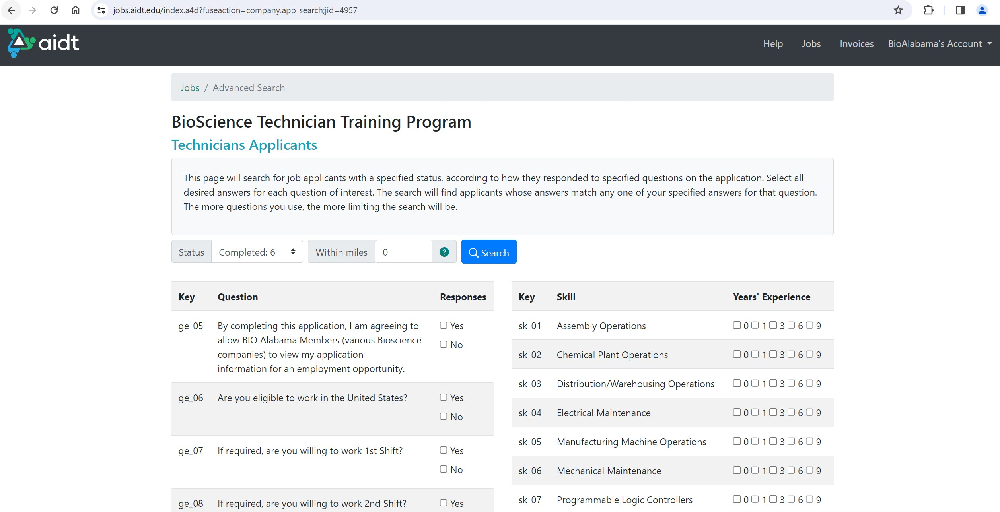 jobs.aidt.edu/index.a4d?fuseaction=company.app_search;jid=4957
aidt
Help Jobs Invoices BioAlabama's Account
Jobs / Advanced Search
BioScience Technician Training Program
Technicians Applicants
This page will search for job applicants with a specified status, according to how they responded to specified questions on the application. Select all
desired answers for each question of interest. The search will find applicants whose answers match any one of your specified answers for that question.
The more questions you use, the more limiting the search will be.
Status Completed: 6 Within miles 0 ? Search
Key Question Responses
ge_05 By completing this application, I am agreeing to Yes
allow BIO Alabama Members (various Bioscience No
companies) to view my application
information for an employment opportunity.
ge_06 Are you eligible to work in the United States? Yes
No
ge_07 If required, are you willing to work 1st Shift? Yes
No
ge_08 If required, are you willing to work 2nd Shift? Yes
Key Skill Years' Experience
sk_01 Assembly Operations 0 1 3 6 9
sk_02 Chemical Plant Operations 0 1 3 6 9
sk_03 Distribution/Warehousing Operations 0 1 3 6 9
sk_04 Electrical Maintenance 0 1 3 6 9
sk_05 Manufacturing Machine Operations 0 1 3 6 9
sk_06 Mechanical Maintenance 0 1 3 6 9
sk_07 Programmable Logic Controllers 0 1 3 6 9